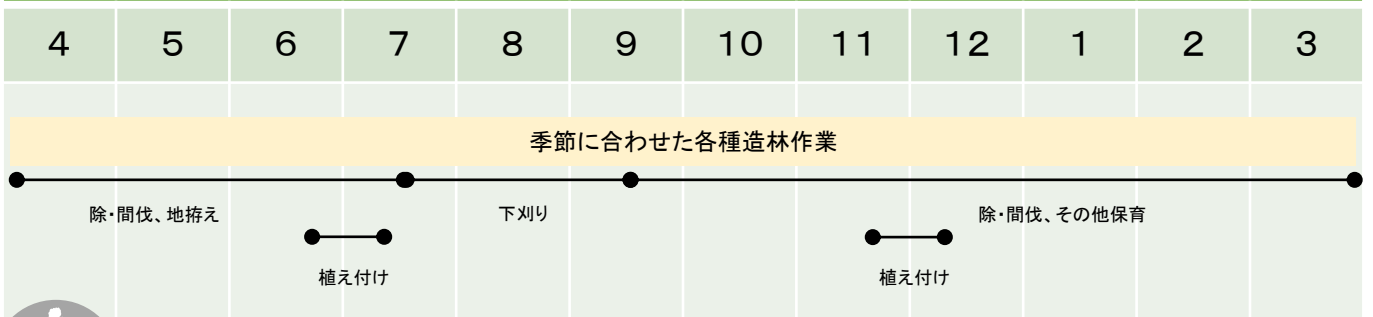 4 5 6 7 8 9 10 11 12 1 2 3
季節に合わせた各種造林作業
除・間伐、地拵え 下刈り 除・間伐、その他保育
植え付け 植え付け